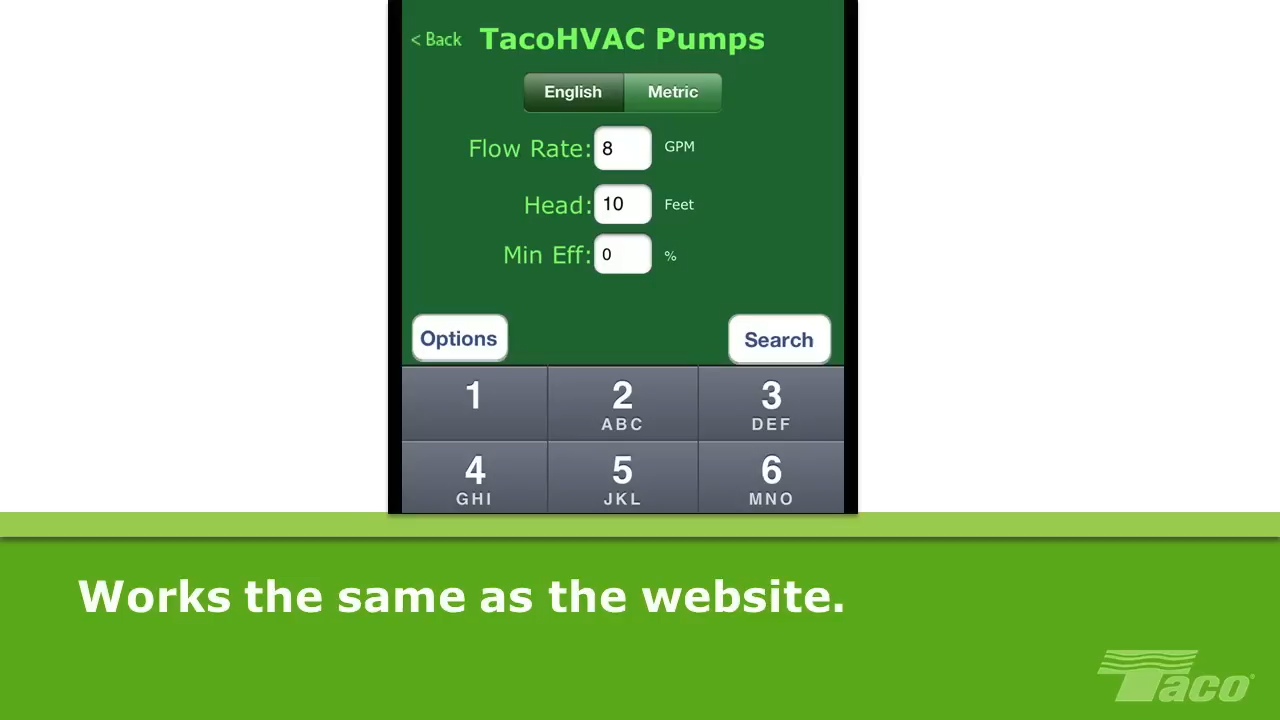 < Back TacoHVAC Pumps
English Metric
Flow Rate: 8 GPM
Head: 10 Feet
Min Eff: 0 %
Options Search
1 2 3
ABC DEF
4 5 6
GHI JKL MNO
Works the same as the website.
Taco